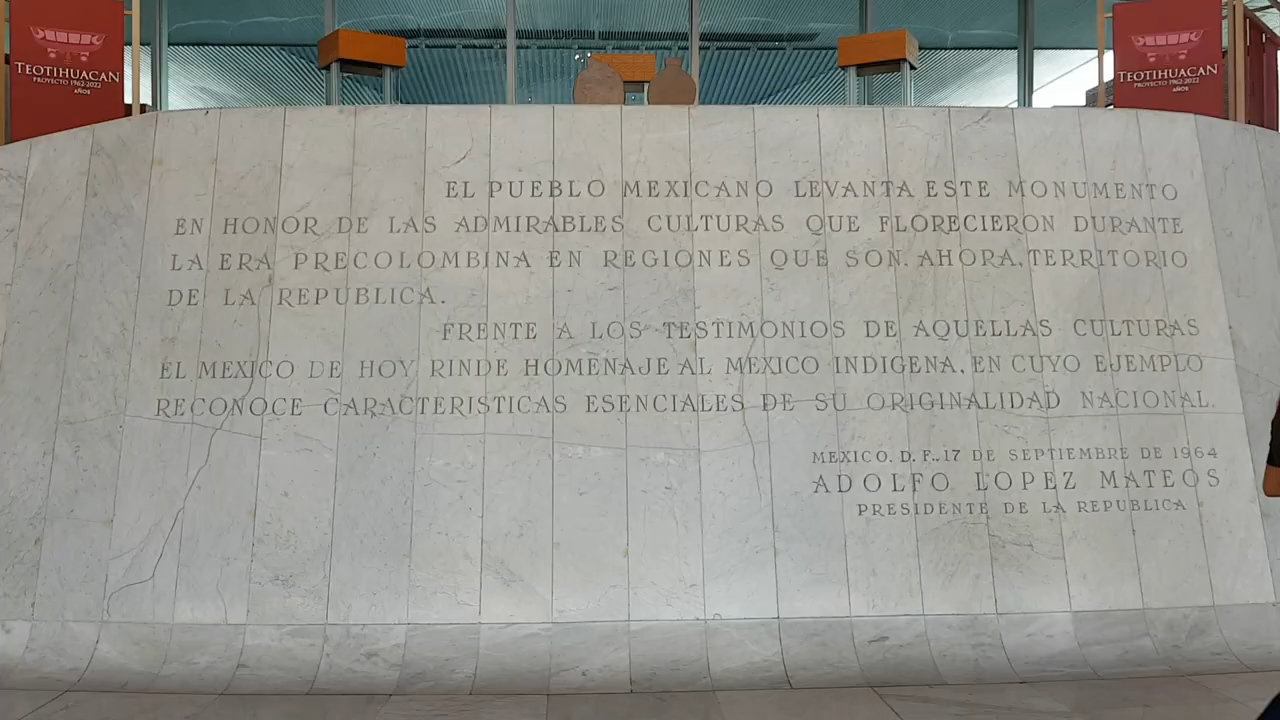 TEOTIHUACAN
PROYECTO 1962-2022
AÑOS
TEOTIHUACAN
PROYECTO 1962-2022
AÑOS
EL PUEBLO MEXICANO LEVANTA ESTE MONUMENTO
EN HONOR DE LAS ADMIRABLES CULTURAS QUE FLORECIERON DURANTE
LA ERA PRECOLOMBINA EN REGIONES QUE SON, AHORA, TERRITORIO
DE LA REPUBLICA.
FRENTE A LOS TESTIMONIOS DE AQUELLAS CULTURAS
EL MEXICO DE HOY RINDE HOMENAJE AL MEXICO INDIGENA, EN CUYO EJEMPLO
RECONOCE CARACTERISTICAS ESENCIALES DE SU ORIGINALIDAD NACIONAL.
MEXICO, D. F., 17 DE SEPTIEMBRE DE 1964
ADOLFO LOPEZ MATEOS
PRESIDENTE DE LA REPUBLICA